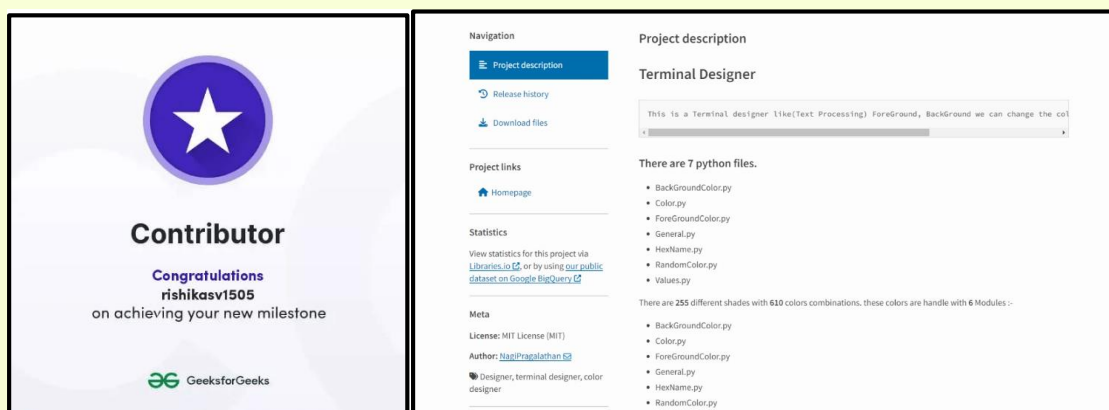 Contributor
Congratulations
rishikasv1505
on achieving your new milestone
GeeksforGeeks
Navigation
Project description
Release history
Download files
Project links
Homepage
Statistics
View statistics for this project via
Libraries.io, or by using our public
dataset on Google BigQuery
Meta
License: MIT License (MIT)
Author: NagiPragalathan
Designer, terminal designer, color
designer
Project description
Terminal Designer
This is a Terminal designer like(Text Processing) ForeGround, BackGround we can change the col
There are 7 python files.
BackGroundColor.py
Color.py
ForeGroundColor.py
General.py
HexName.py
RandomColor.py
Values.py
There are 255 different shades with 610 colors combinations, these colors are handle with 6 Modules :-
BackGroundColor.py
Color.py
ForeGroundColor.py
General.py
HexName.py
RandomColor.py